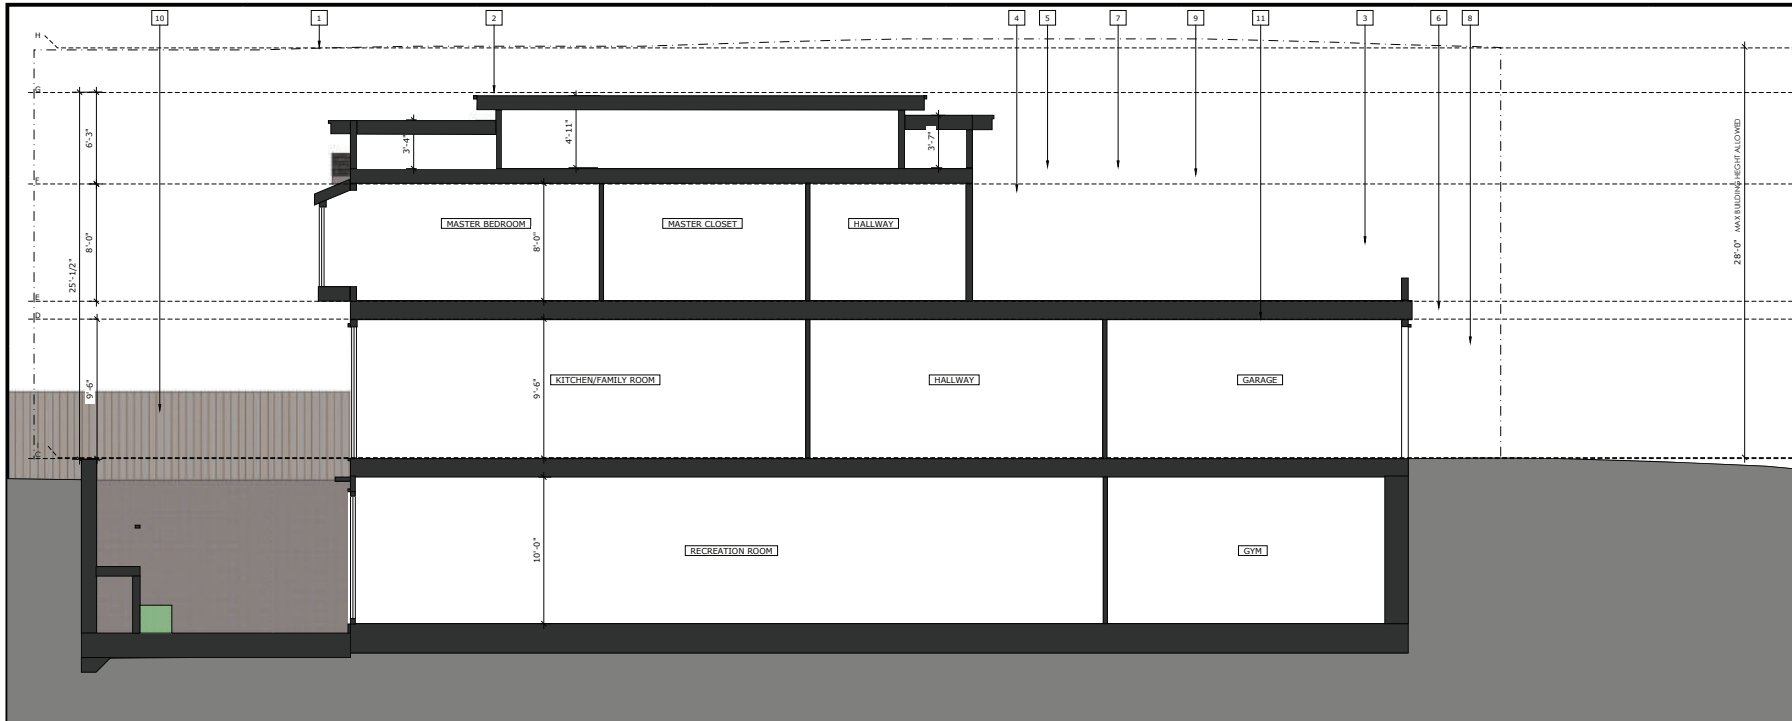 10
1
2
4
5
7
9
11
3
6
8
H
G
6'-3"
3'-4"
4'-11"
3'-7"
28'-0" MAX BUILDING HEIGHT ALLOWED
F
MASTER BEDROOM
MASTER CLOSET
HALLWAY
8'-0"
8'-0"
25'-1/2"
E
D
KITCHEN/FAMILY ROOM
HALLWAY
GARAGE
9'-6"
9'-6"
C
RECREATION ROOM
GYM
10'-0"